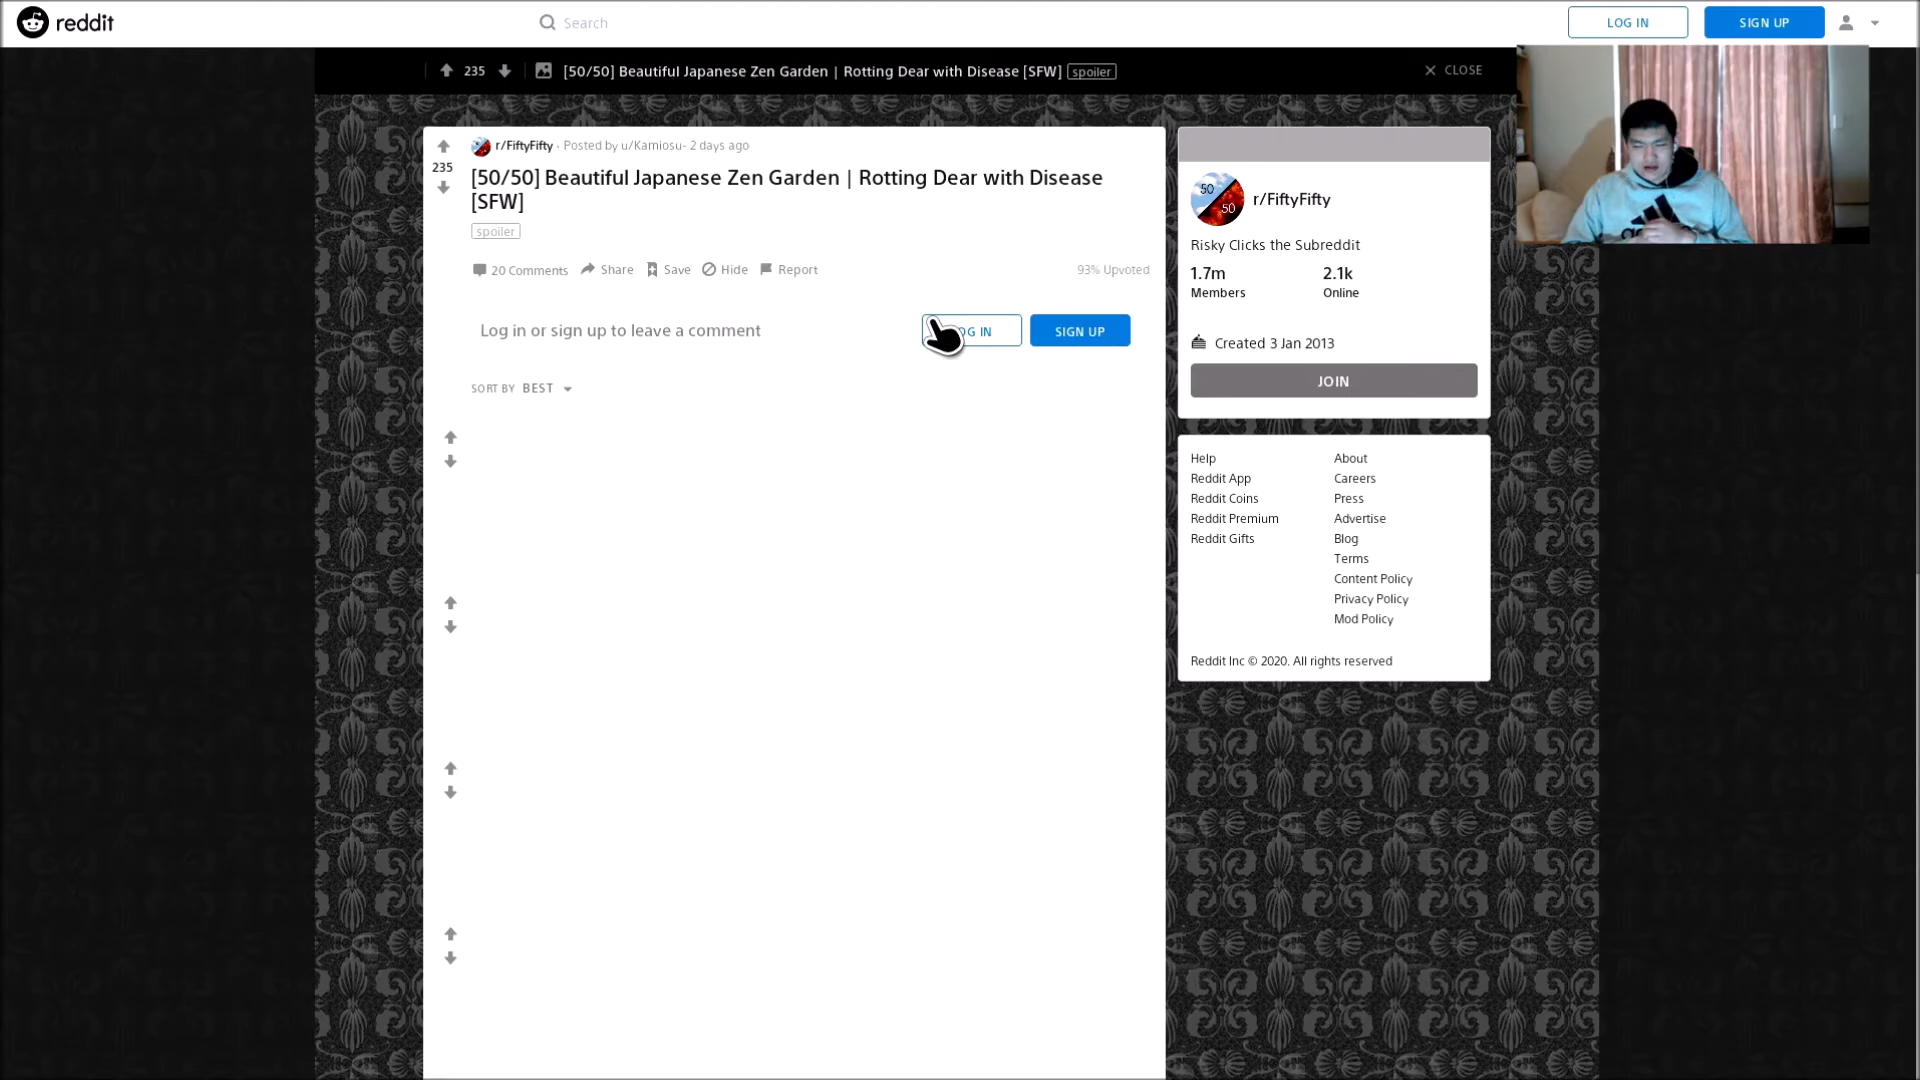 reddit
Search
LOG IN
SIGN UP
235
[50/50] Beautiful Japanese Zen Garden | Rotting Dear with Disease [SFW] spoiler
CLOSE
r/FiftyFifty · Posted by u/Kamiosu- 2 days ago
235
[50/50] Beautiful Japanese Zen Garden | Rotting Dear with Disease
[SFW]
spoiler
20 Comments
Share
Save
Hide
Report
93% Upvoted
Log in or sign up to leave a comment
SIGN UP
SORT BY BEST
50
50
r/FiftyFifty
Risky Clicks the Subreddit
1.7m
Members
2.1k
Online
Created 3 Jan 2013
JOIN
Help
Reddit App
Reddit Coins
Reddit Premium
Reddit Gifts
About
Careers
Press
Advertise
Blog
Terms
Content Policy
Privacy Policy
Mod Policy
Reddit Inc © 2020. All rights reserved